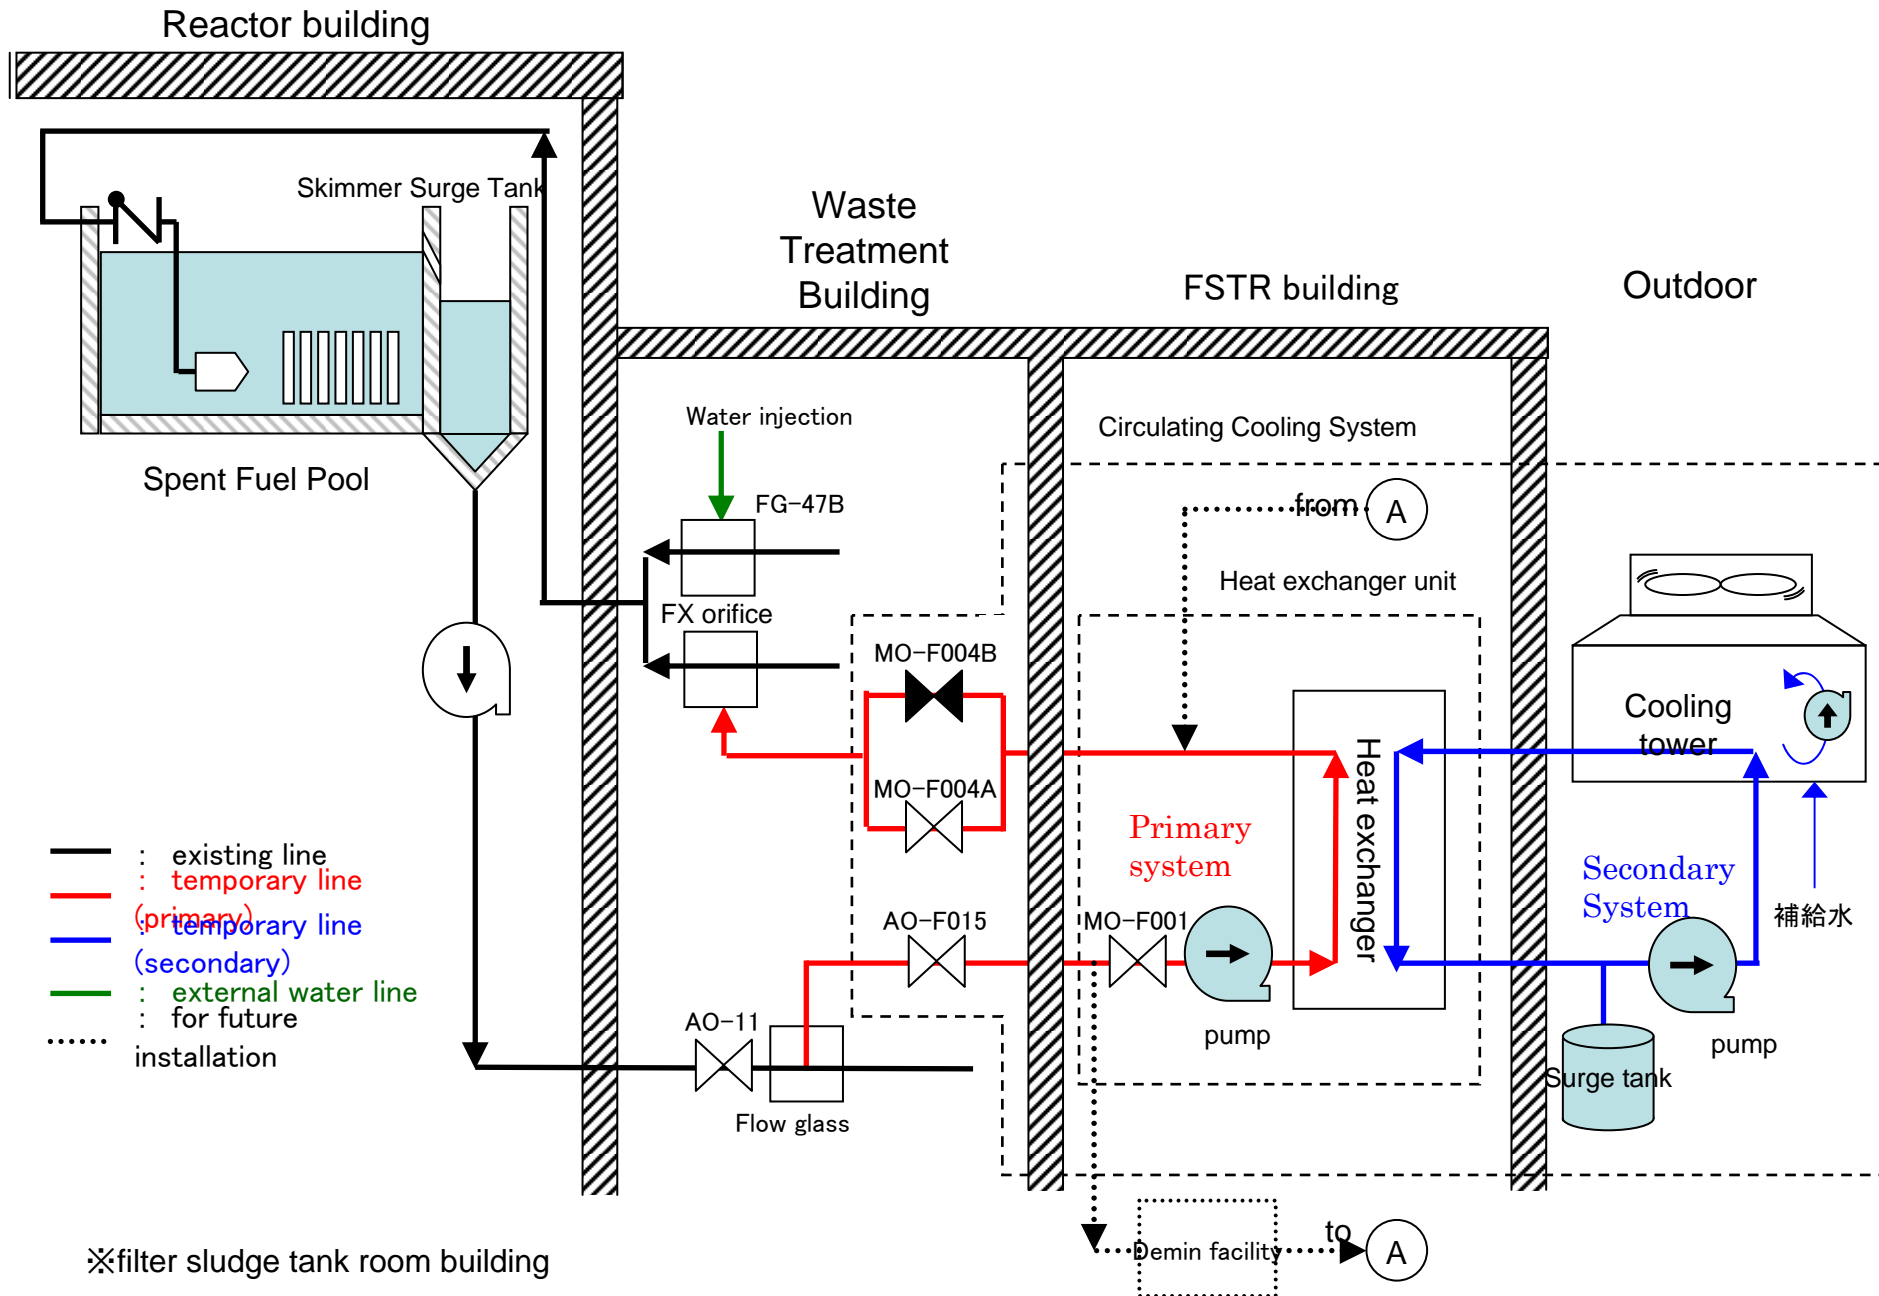 Reactor building
Skimmer Surge Tank
Waste
Treatment
Building
FSTR building
Outdoor
Water injection
Circulating Cooling System
Spent Fuel Pool
FG-47B
from
A
Heat exchanger unit
FX orifice
MO-F004B
Cooling
tower
Heat exchanger
MO-F004A
Primary
system
Secondary
System
: existing line
: temporary line
(primary)
: temporary line
(secondary)
: external water line
: for future
installation
AO-F015
MO-F001
補給水
AO-11
pump
pump
Surge tank
Flow glass
to
Demin facility
A
※filter sludge tank room building